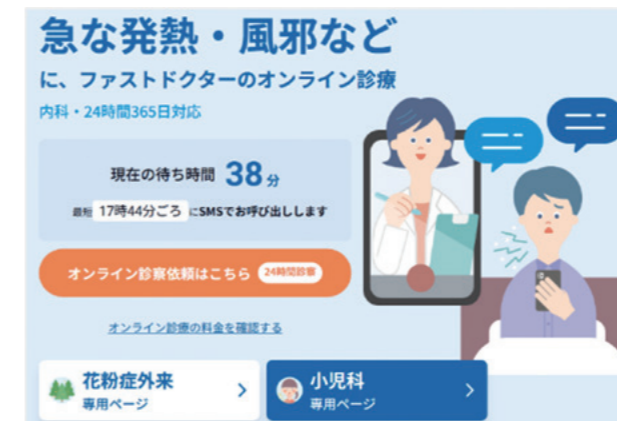 急な発熱・風邪など
に、ファストドクターのオンライン診療
内科・24時間365日対応
現在の待ち時間 38 分
最短 17時44分ごろ にSMSでお呼び出しします
オンライン診察依頼はこちら 24時間診察
オンライン診療の料金を確認する
花粉症外来
専用ページ
小児科
専用ページ